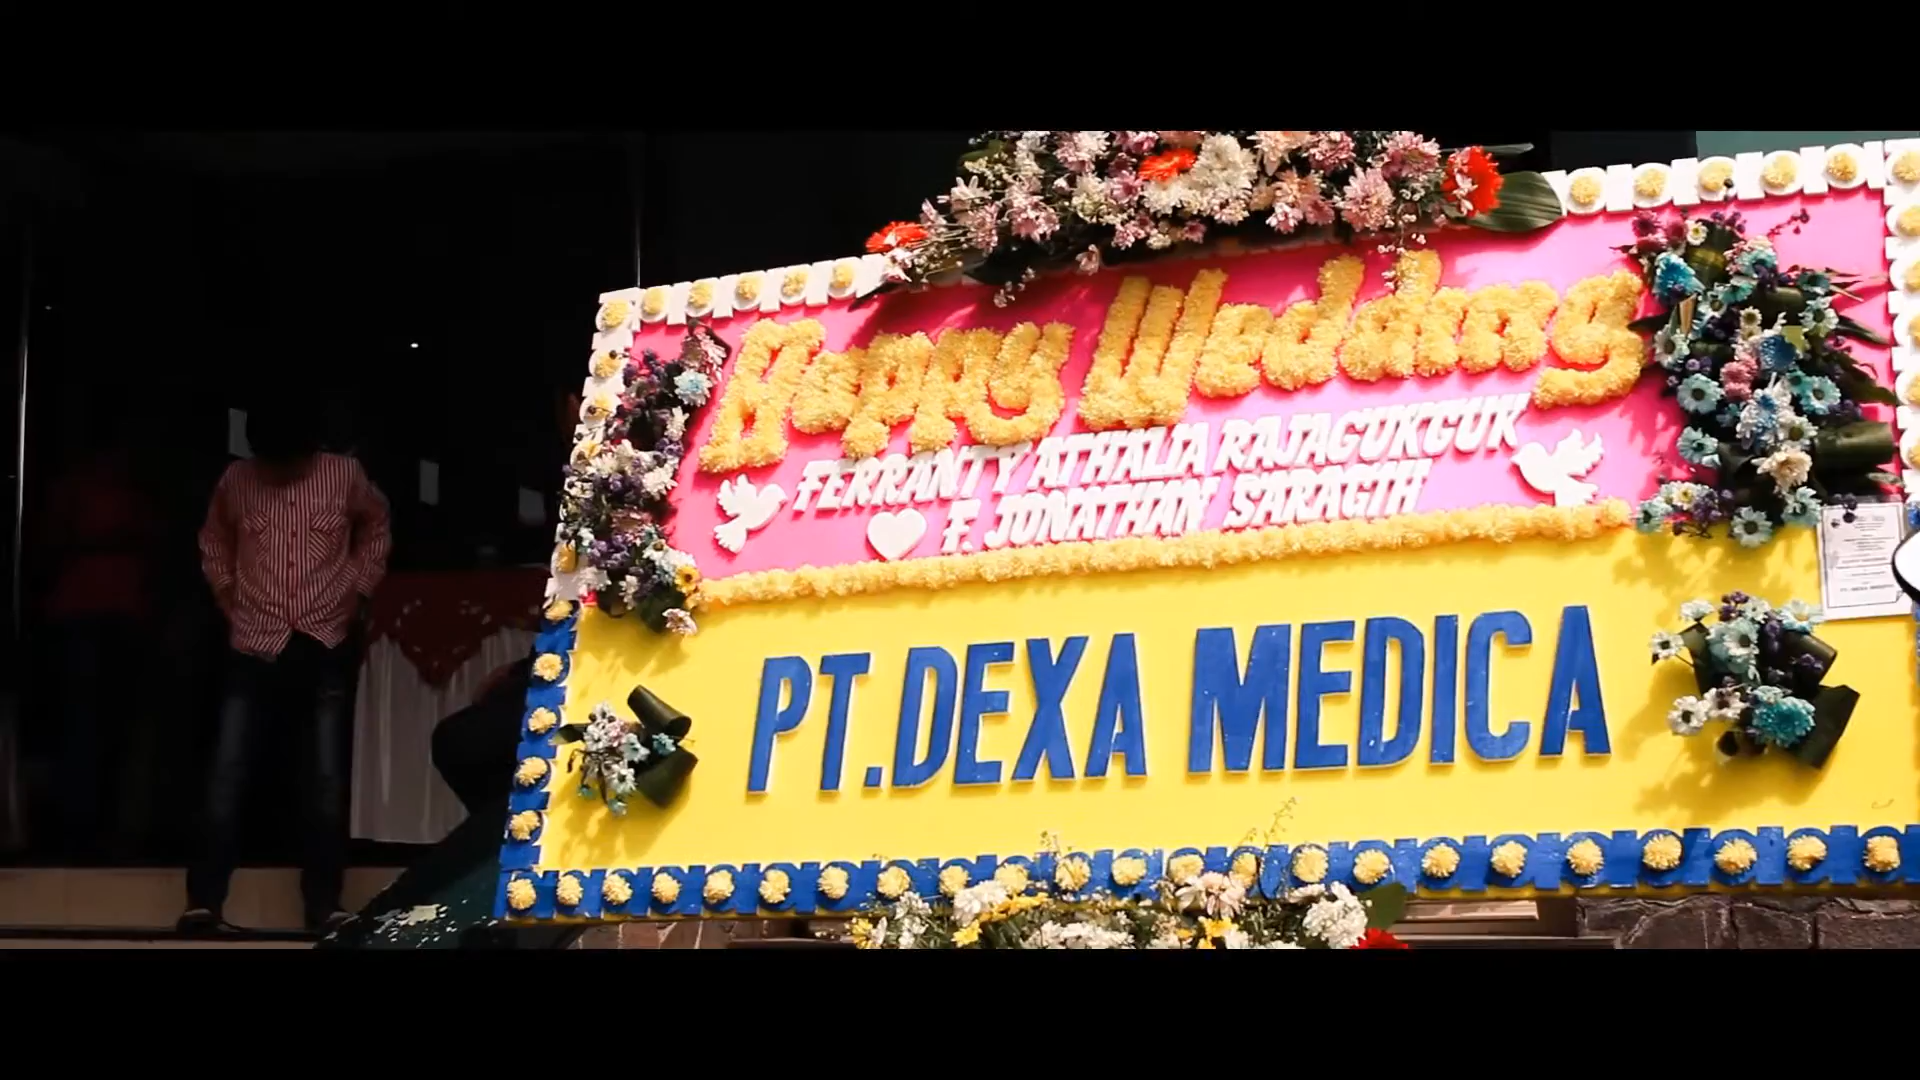 Happy Wedding
FERRANTY ATHALIA RAJAGUKGUK
F. JONATHAN SARAGIH
PT.DEXA MEDICA